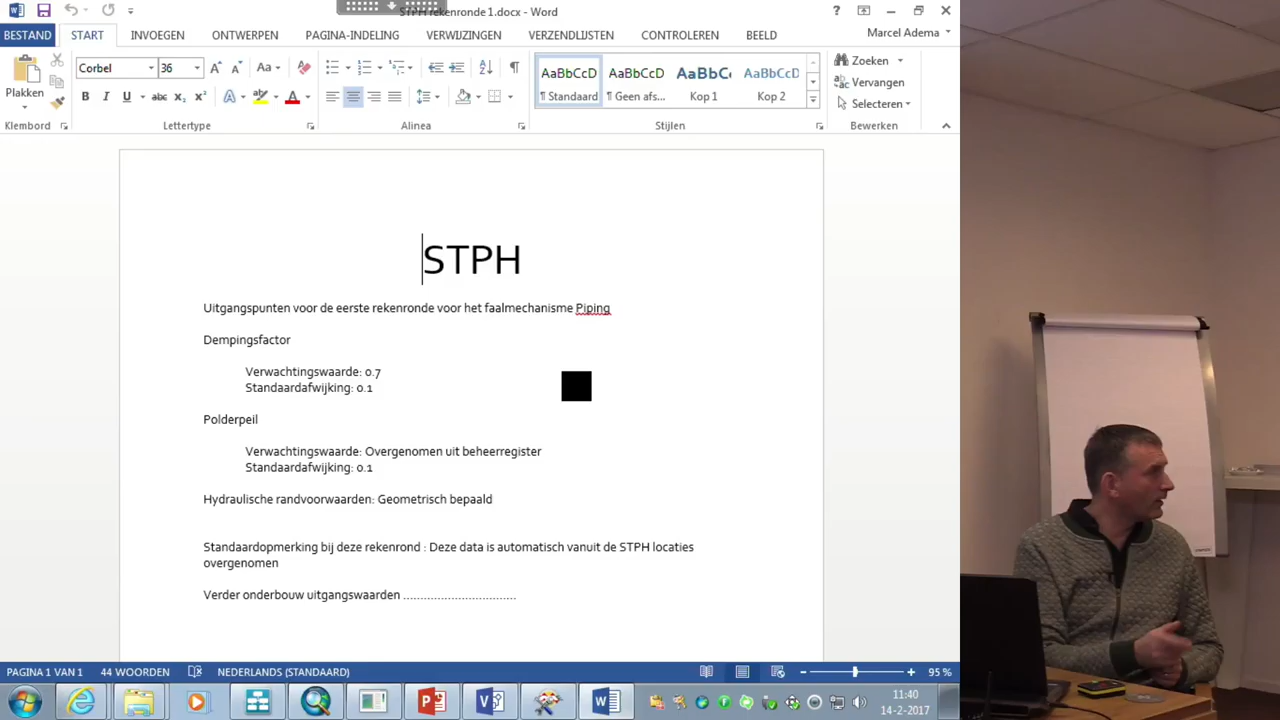 STPH rekenronde 1.docx - Word
BESTAND START INVOEGEN ONTWERPEN PAGINA-INDELING VERWIJZINGEN VERZENDLIJSTEN CONTROLEREN BEELD Marcel Adema
Corbel 36 Aa
Plakken
B I U abc x₂ x² A A
Klembord Lettertype Alinea Stijlen Bewerken
AaBbCcD AaBbCcD AaBbC AaBbCcD
¶ Standaard ¶ Geen afs... Kop 1 Kop 2
Zoeken
Vervangen
Selecteren
STPH
Uitgangspunten voor de eerste rekenronde voor het faalmechanisme Piping
Dempingsfactor
Verwachtingswaarde: 0.7
Standaardafwijking: 0.1
Polderpeil
Verwachtingswaarde: Overgenomen uit beheerregister
Standaardafwijking: 0.1
Hydraulische randvoorwaarden: Geometrisch bepaald
Standaardopmerking bij deze rekenrond : Deze data is automatisch vanuit de STPH locaties
overgenomen
Verder onderbouw uitgangswaarden .................................
PAGINA 1 VAN 1 44 WOORDEN NEDERLANDS (STANDAARD) 95 %
11:40
14-2-2017